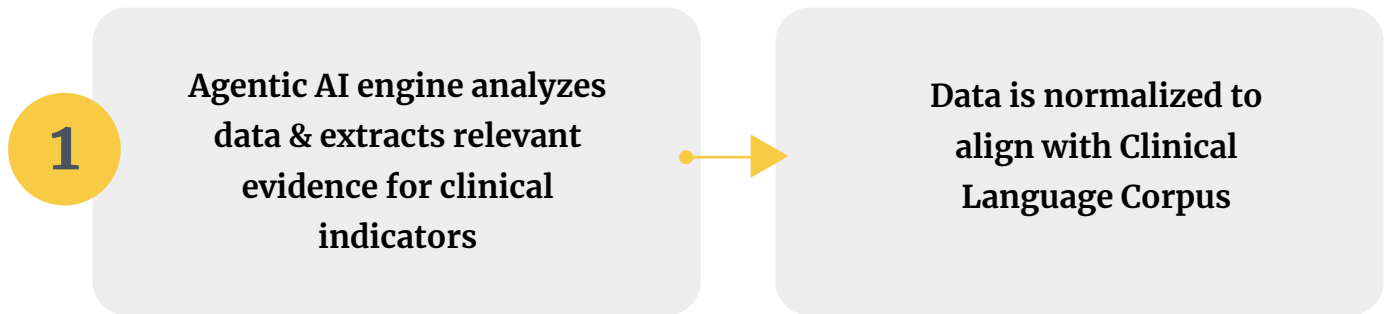 1
Agentic AI engine analyzes
data & extracts relevant
evidence for clinical
indicators
Data is normalized to
align with Clinical
Language Corpus